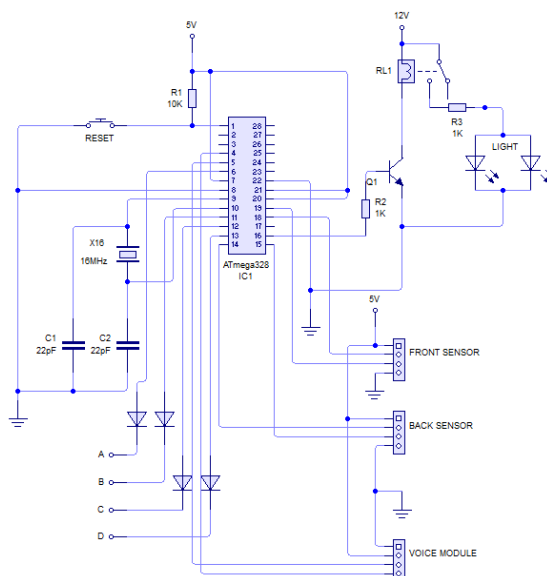 12V
5V
RL1
R1
10K
R3
1K
RESET
LIGHT
1 28
2 27
3 26
4 25
5 24
6 23
7 22
8 21
9 20
10 19
11 18
12 17
13 16
14 15
Q1
R2
1K
X16
16MHz
ATmega328
IC1
5V
C1
22pF
C2
22pF
FRONT SENSOR
BACK SENSOR
A
B
C
D
VOICE MODULE